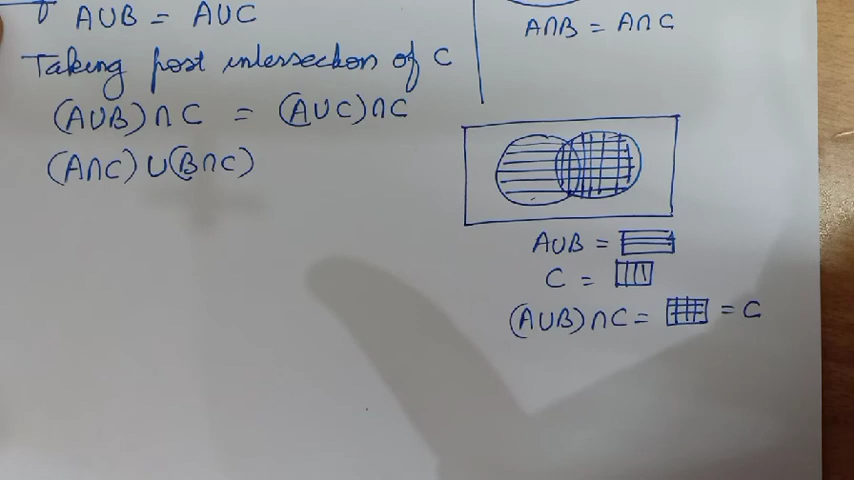 A∪B = A∪C
Taking post intersection of C
(A∪B)∩C = (A∪C)∩C
(A∩C)∪(B∩C)
A∩B = A∩C
A∪B =
C =
(A∪B)∩C = = C